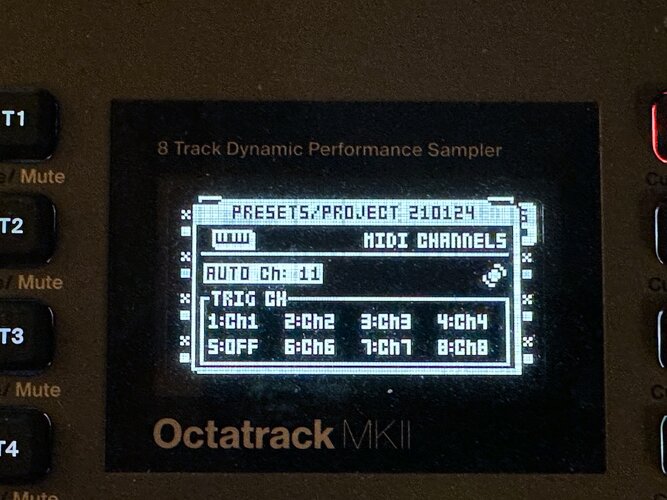 8 Track Dynamic Performance Sampler
T1
Mute
T2
Mute
T3
Mute
T4
Mute
PRESETS/PROJECT 210124
MIDI CHANNELS
AUTO Ch: 11
TRIG CH
1:Ch1 2:Ch2 3:Ch3 4:Ch4
5:OFF 6:Ch6 7:Ch7 8:Ch8
Octatrack MKII